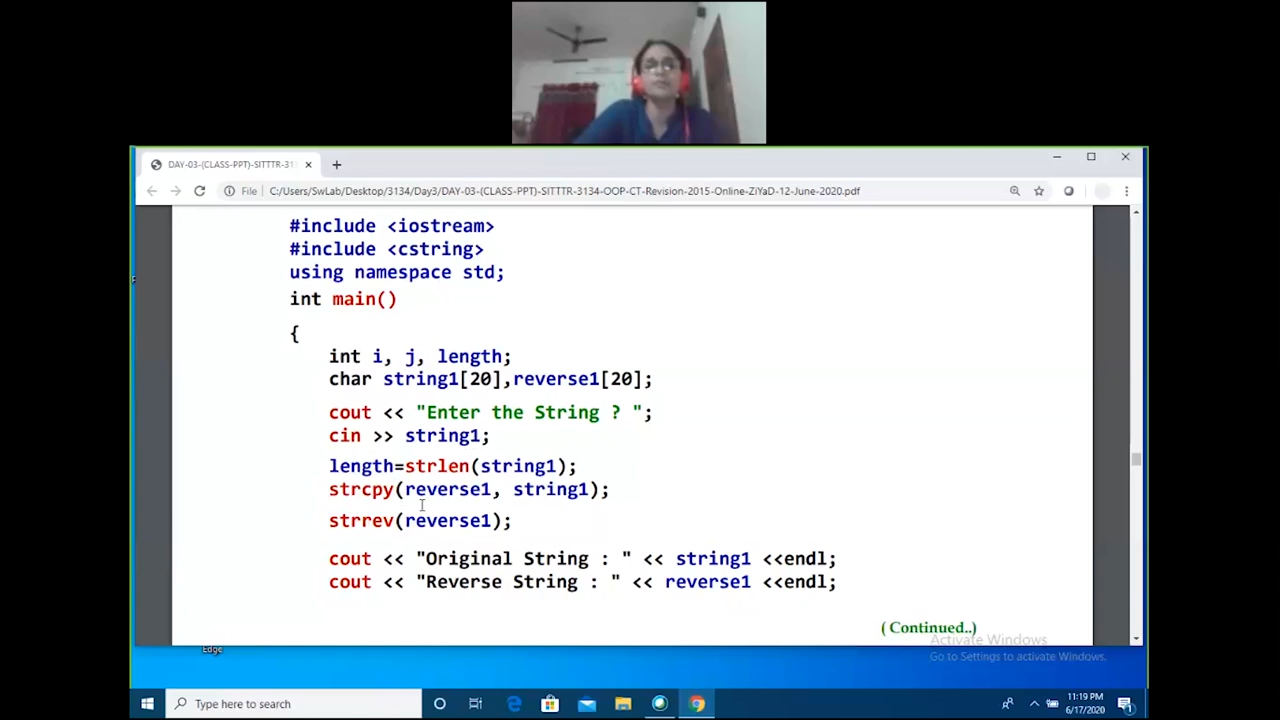 DAY-03-(CLASS-PPT)-SITTTR-31
File C:/Users/SwLab/Desktop/3134/Day3/DAY-03-(CLASS-PPT)-SITTTR-3134-OOP-CT-Revision-2015-Online-ZiYaD-12-June-2020.pdf
#include <iostream>
#include <cstring>
using namespace std;
int main()
{
int i, j, length;
char string1[20],reverse1[20];
cout << "Enter the String ? ";
cin >> string1;
length=strlen(string1);
strcpy(reverse1, string1);
strrev(reverse1);
cout << "Original String : " << string1 <<endl;
cout << "Reverse String : " << reverse1 <<endl;
( Continued..)
Activate Windows
Go to Settings to activate Windows.
Edge
Type here to search
11:19 PM
6/17/2020